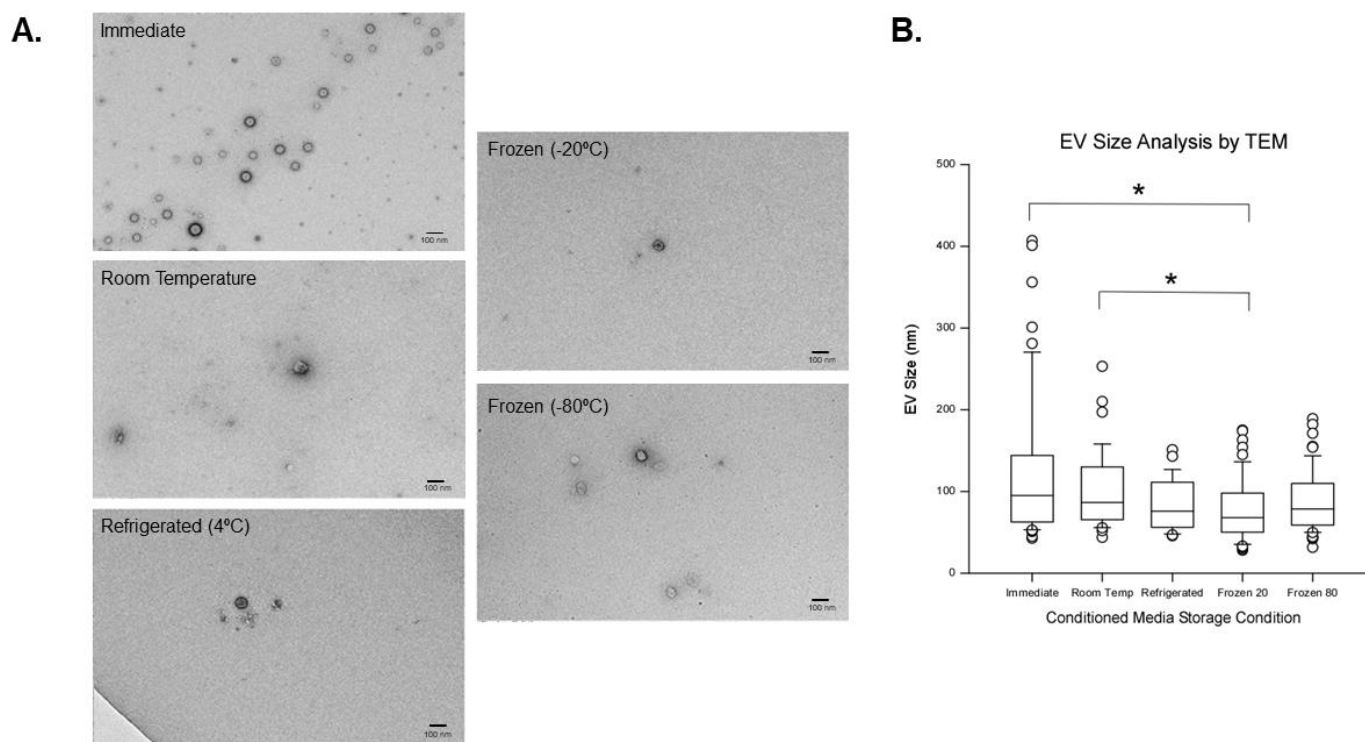 A.
Immediate
100 nm
Room Temperature
100 nm
Refrigerated (4ºC)
100 nm
Frozen (-20ºC)
100 nm
Frozen (-80ºC)
100 nm
B.
EV Size Analysis by TEM
*
*
EV Size (nm)
500
400
300
200
100
0
Immediate Room Temp Refrigerated Frozen 20 Frozen 80
Conditioned Media Storage Condition